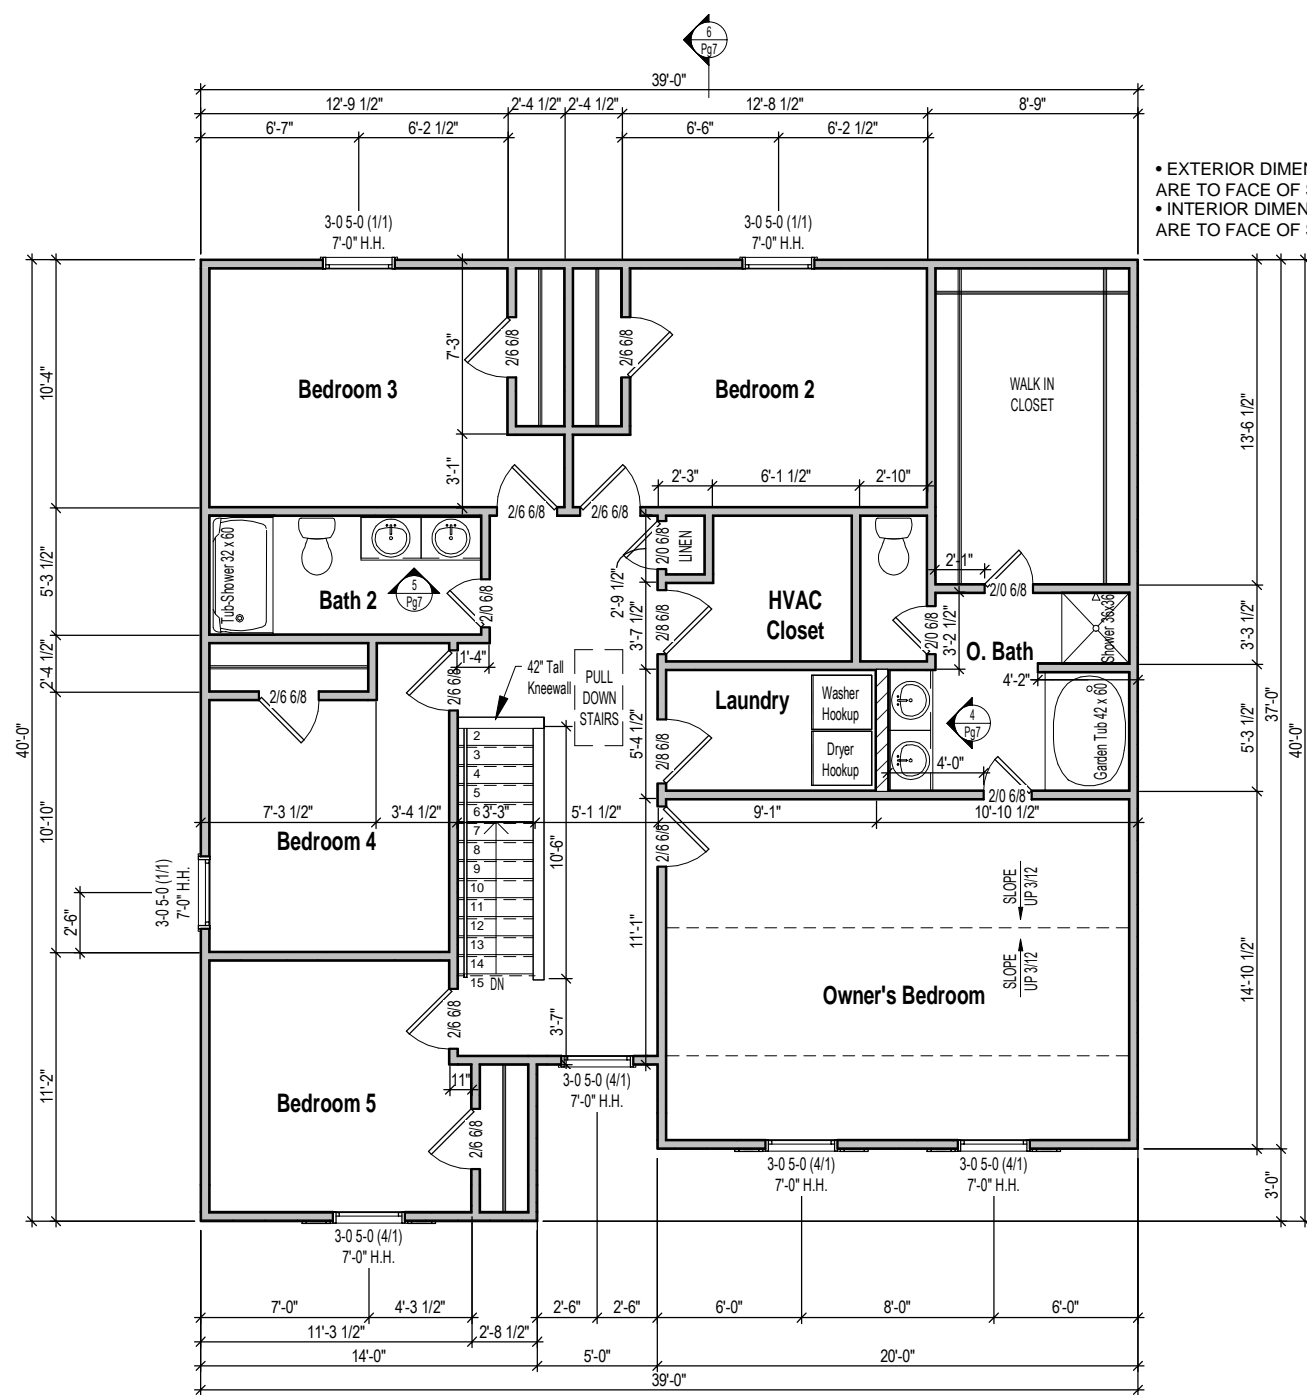 6
Pg7
39'-0"
12'-9 1/2"
2'-4 1/2"
2'-4 1/2"
12'-8 1/2"
8'-9"
6'-7"
6'-2 1/2"
6'-6"
6'-2 1/2"
• EXTERIOR DIMEN
ARE TO FACE OF
• INTERIOR DIMEN
ARE TO FACE OF
3-0 5-0 (1/1)
7'-0" H.H.
3-0 5-0 (1/1)
7'-0" H.H.
10'-4"
7'-3"
3'-1"
2/6 6/8
2/6 6/8
Bedroom 3
Bedroom 2
WALK IN
CLOSET
13'-6 1/2"
2'-3"
6'-1 1/2"
2'-10"
2/6 6/8
2/6 6/8
5'-3 1/2"
Tub-Shower 32 x 60
Bath 2
5
Pg7
2/0 6/8
2/0 6/8
LINEN
2'-9 1/2"
3'-7 1/2"
2/8 6/8
HVAC
Closet
2/0 6/8
2'-1"
2/0 6/8
3'-2 1/2"
Shower 36x36
3'-3 1/2"
O. Bath
2'-4 1/2"
2/6 6/8
2/6 6/8
1'-4"
42" Tall
Kneewall
PULL
DOWN
STAIRS
Laundry
Washer
Hookup
Dryer
Hookup
5'-4 1/2"
2/8 6/8
4
Pg7
4'-2"
4'-0"
2/0 6/8
Garden Tub 42 x 60
5'-3 1/2"
37'-0"
40'-0"
40'-0"
10'-10"
2
3
4
5
6
7
8
9
10
11
12
13
14
15 DN
7'-3 1/2"
3'-4 1/2"
3'-3"
5'-1 1/2"
9'-1"
10'-10 1/2"
Bedroom 4
10'-6"
2/6 6/8
3-0 5-0 (1/1)
7'-0" H.H.
2'-6"
11'-1"
SLOPE
UP 3/12
SLOPE
UP 3/12
Owner's Bedroom
14'-10 1/2"
2/6 6/8
3'-7"
11'-2"
11"
Bedroom 5
2/6 6/8
3-0 5-0 (4/1)
7'-0" H.H.
3-0 5-0 (4/1)
7'-0" H.H.
3-0 5-0 (4/1)
7'-0" H.H.
3'-0"
3-0 5-0 (4/1)
7'-0" H.H.
7'-0"
4'-3 1/2"
2'-6"
2'-6"
6'-0"
8'-0"
6'-0"
11'-3 1/2"
2'-8 1/2"
14'-0"
5'-0"
20'-0"
39'-0"